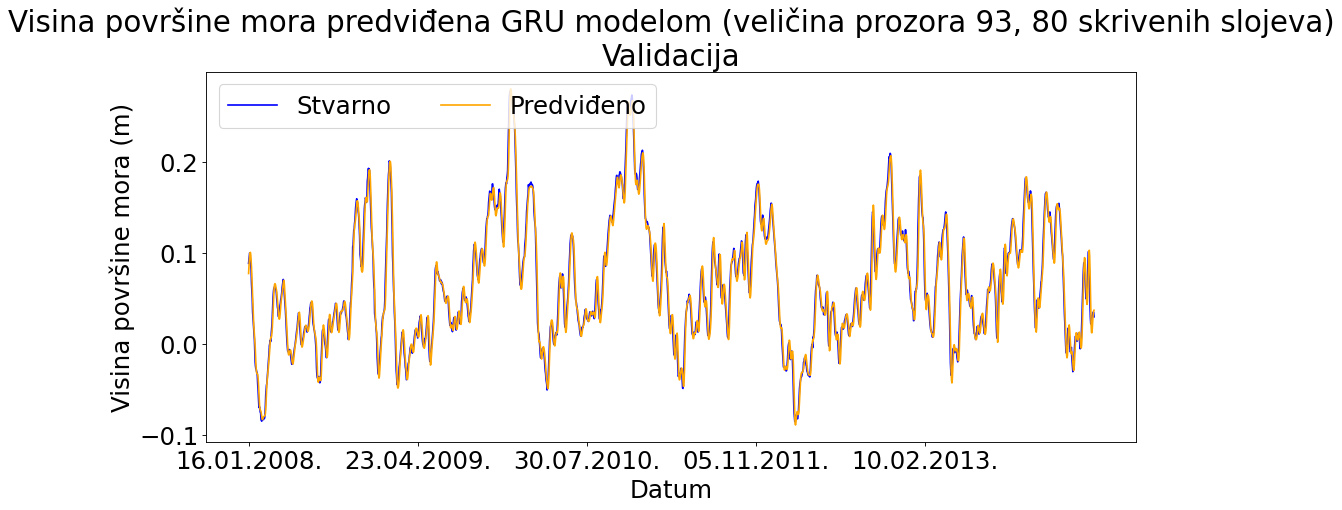 Visina površine mora predviđena GRU modelom (veličina prozora 93, 80 skrivenih slojeva)
Validacija
Stvarno Predviđeno
Visina površine mora (m)
0.2
0.1
0.0
−0.1
16.01.2008. 23.04.2009. 30.07.2010. 05.11.2011. 10.02.2013.
Datum